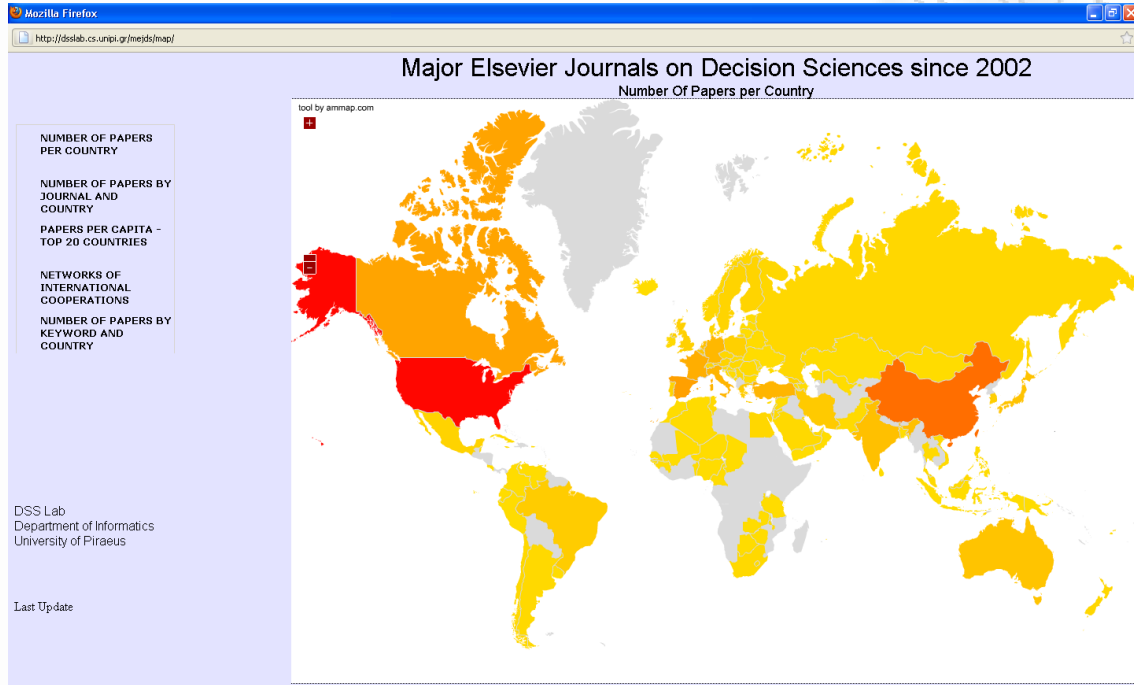 Mozilla Firefox
http://dsslab.cs.unipi.gr/mejds/map/
Major Elsevier Journals on Decision Sciences since 2002
Number Of Papers per Country
tool by ammap.com
+
−
NUMBER OF PAPERS
PER COUNTRY
NUMBER OF PAPERS BY
JOURNAL AND
COUNTRY
PAPERS PER CAPITA -
TOP 20 COUNTRIES
NETWORKS OF
INTERNATIONAL
COOPERATIONS
NUMBER OF PAPERS BY
KEYWORD AND
COUNTRY
DSS Lab
Department of Informatics
University of Piraeus
Last Update